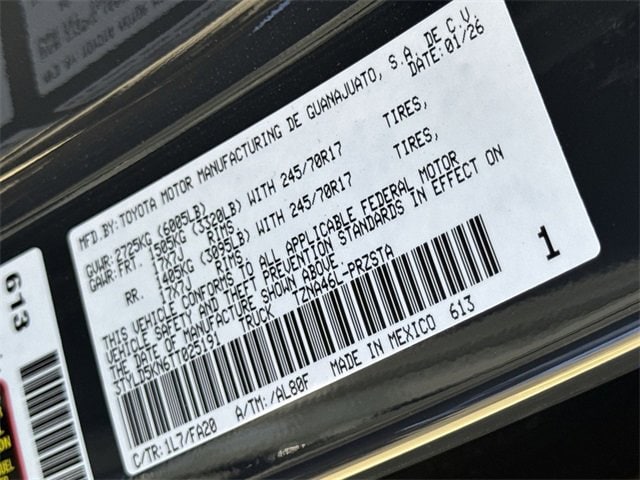 MFD.BY: TOYOTA MOTOR MANUFACTURING DE GUANAJUATO, S.A. DE C.V.
DATE: 01/26
GVWR: 2725KG (6005LB)
GAWR: FRT. 1505KG (3320LB) WITH 245/70R17 TIRES,
17X7J RIMS,
RR. 1405KG (3095LB) WITH 245/70R17 TIRES,
17X7J RIMS,
THIS VEHICLE CONFORMS TO ALL APPLICABLE FEDERAL MOTOR
VEHICLE SAFETY AND THEFT PREVENTION STANDARDS IN EFFECT ON
THE DATE OF MANUFACTURE SHOWN ABOVE.
3TYLD5KN6TT025191 TRUCK TZNA46L-PRZSTA
1
C/TR: 1L7/FA20 A/TM: /AL80F MADE IN MEXICO 613
613